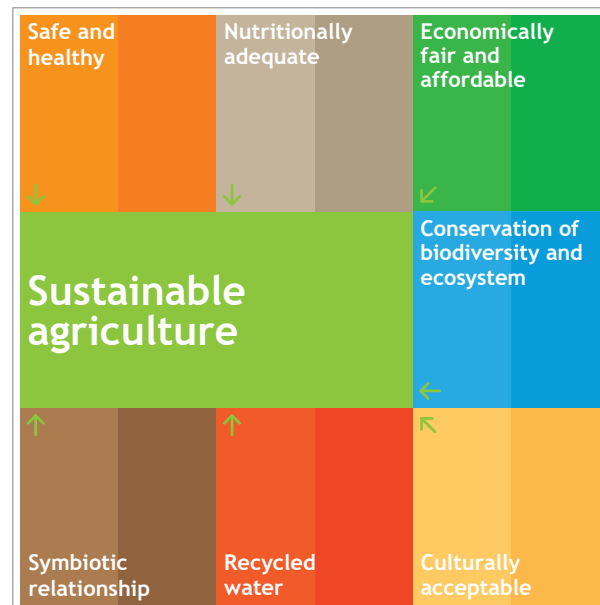 Safe and
healthy
Nutritionally
adequate
Economically
fair and
affordable
Sustainable
agriculture
Conservation of
biodiversity and
ecosystem
Symbiotic
relationship
Recycled
water
Culturally
acceptable